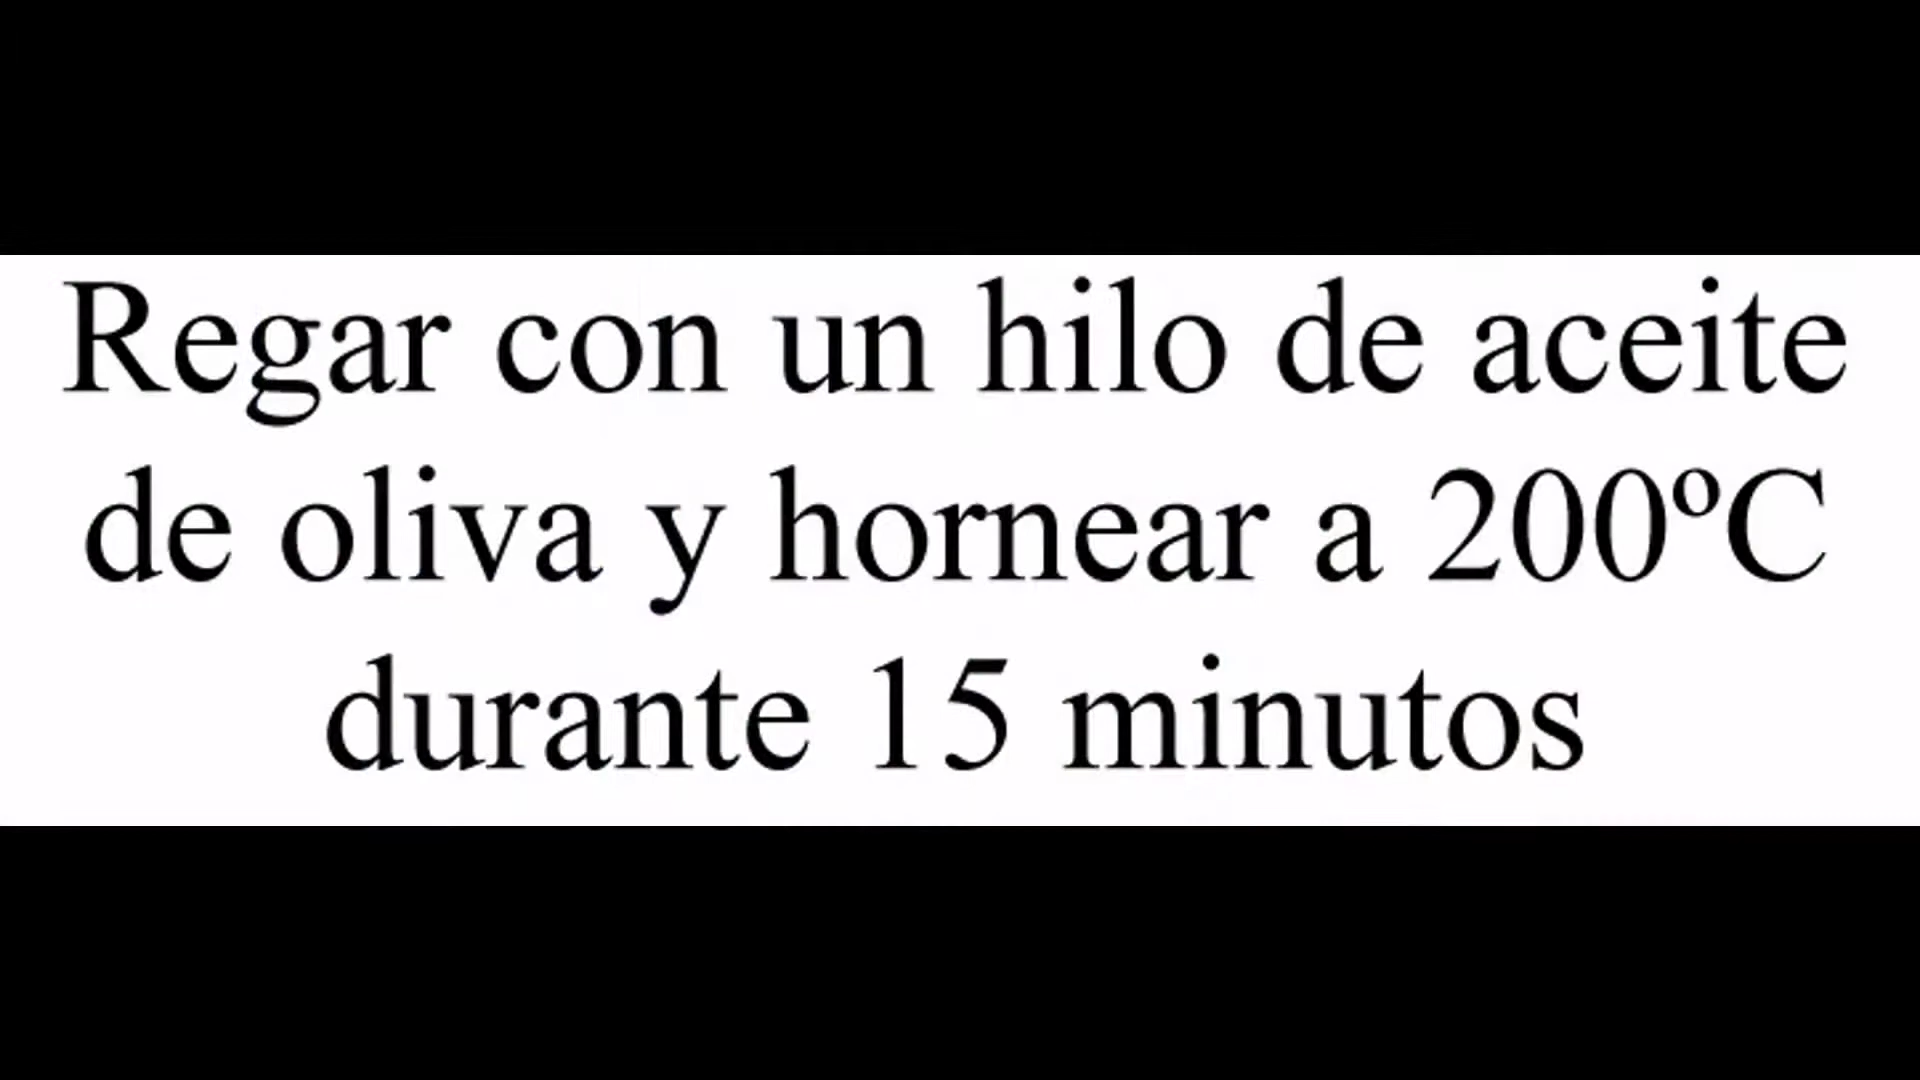 Regar con un hilo de aceite
de oliva y hornear a 200ºC
durante 15 minutos